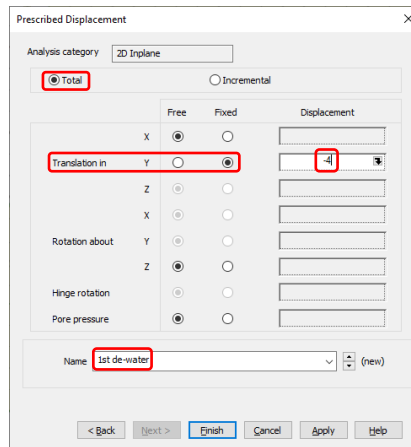 Prescribed Displacement
Analysis category 2D Inplane
Total Incremental
Free Fixed Displacement
X
Translation in Y -4
Z
X
Rotation about Y
Z
Hinge rotation
Pore pressure
Name 1st de-water (new)
< Back Next > Finish Cancel Apply Help